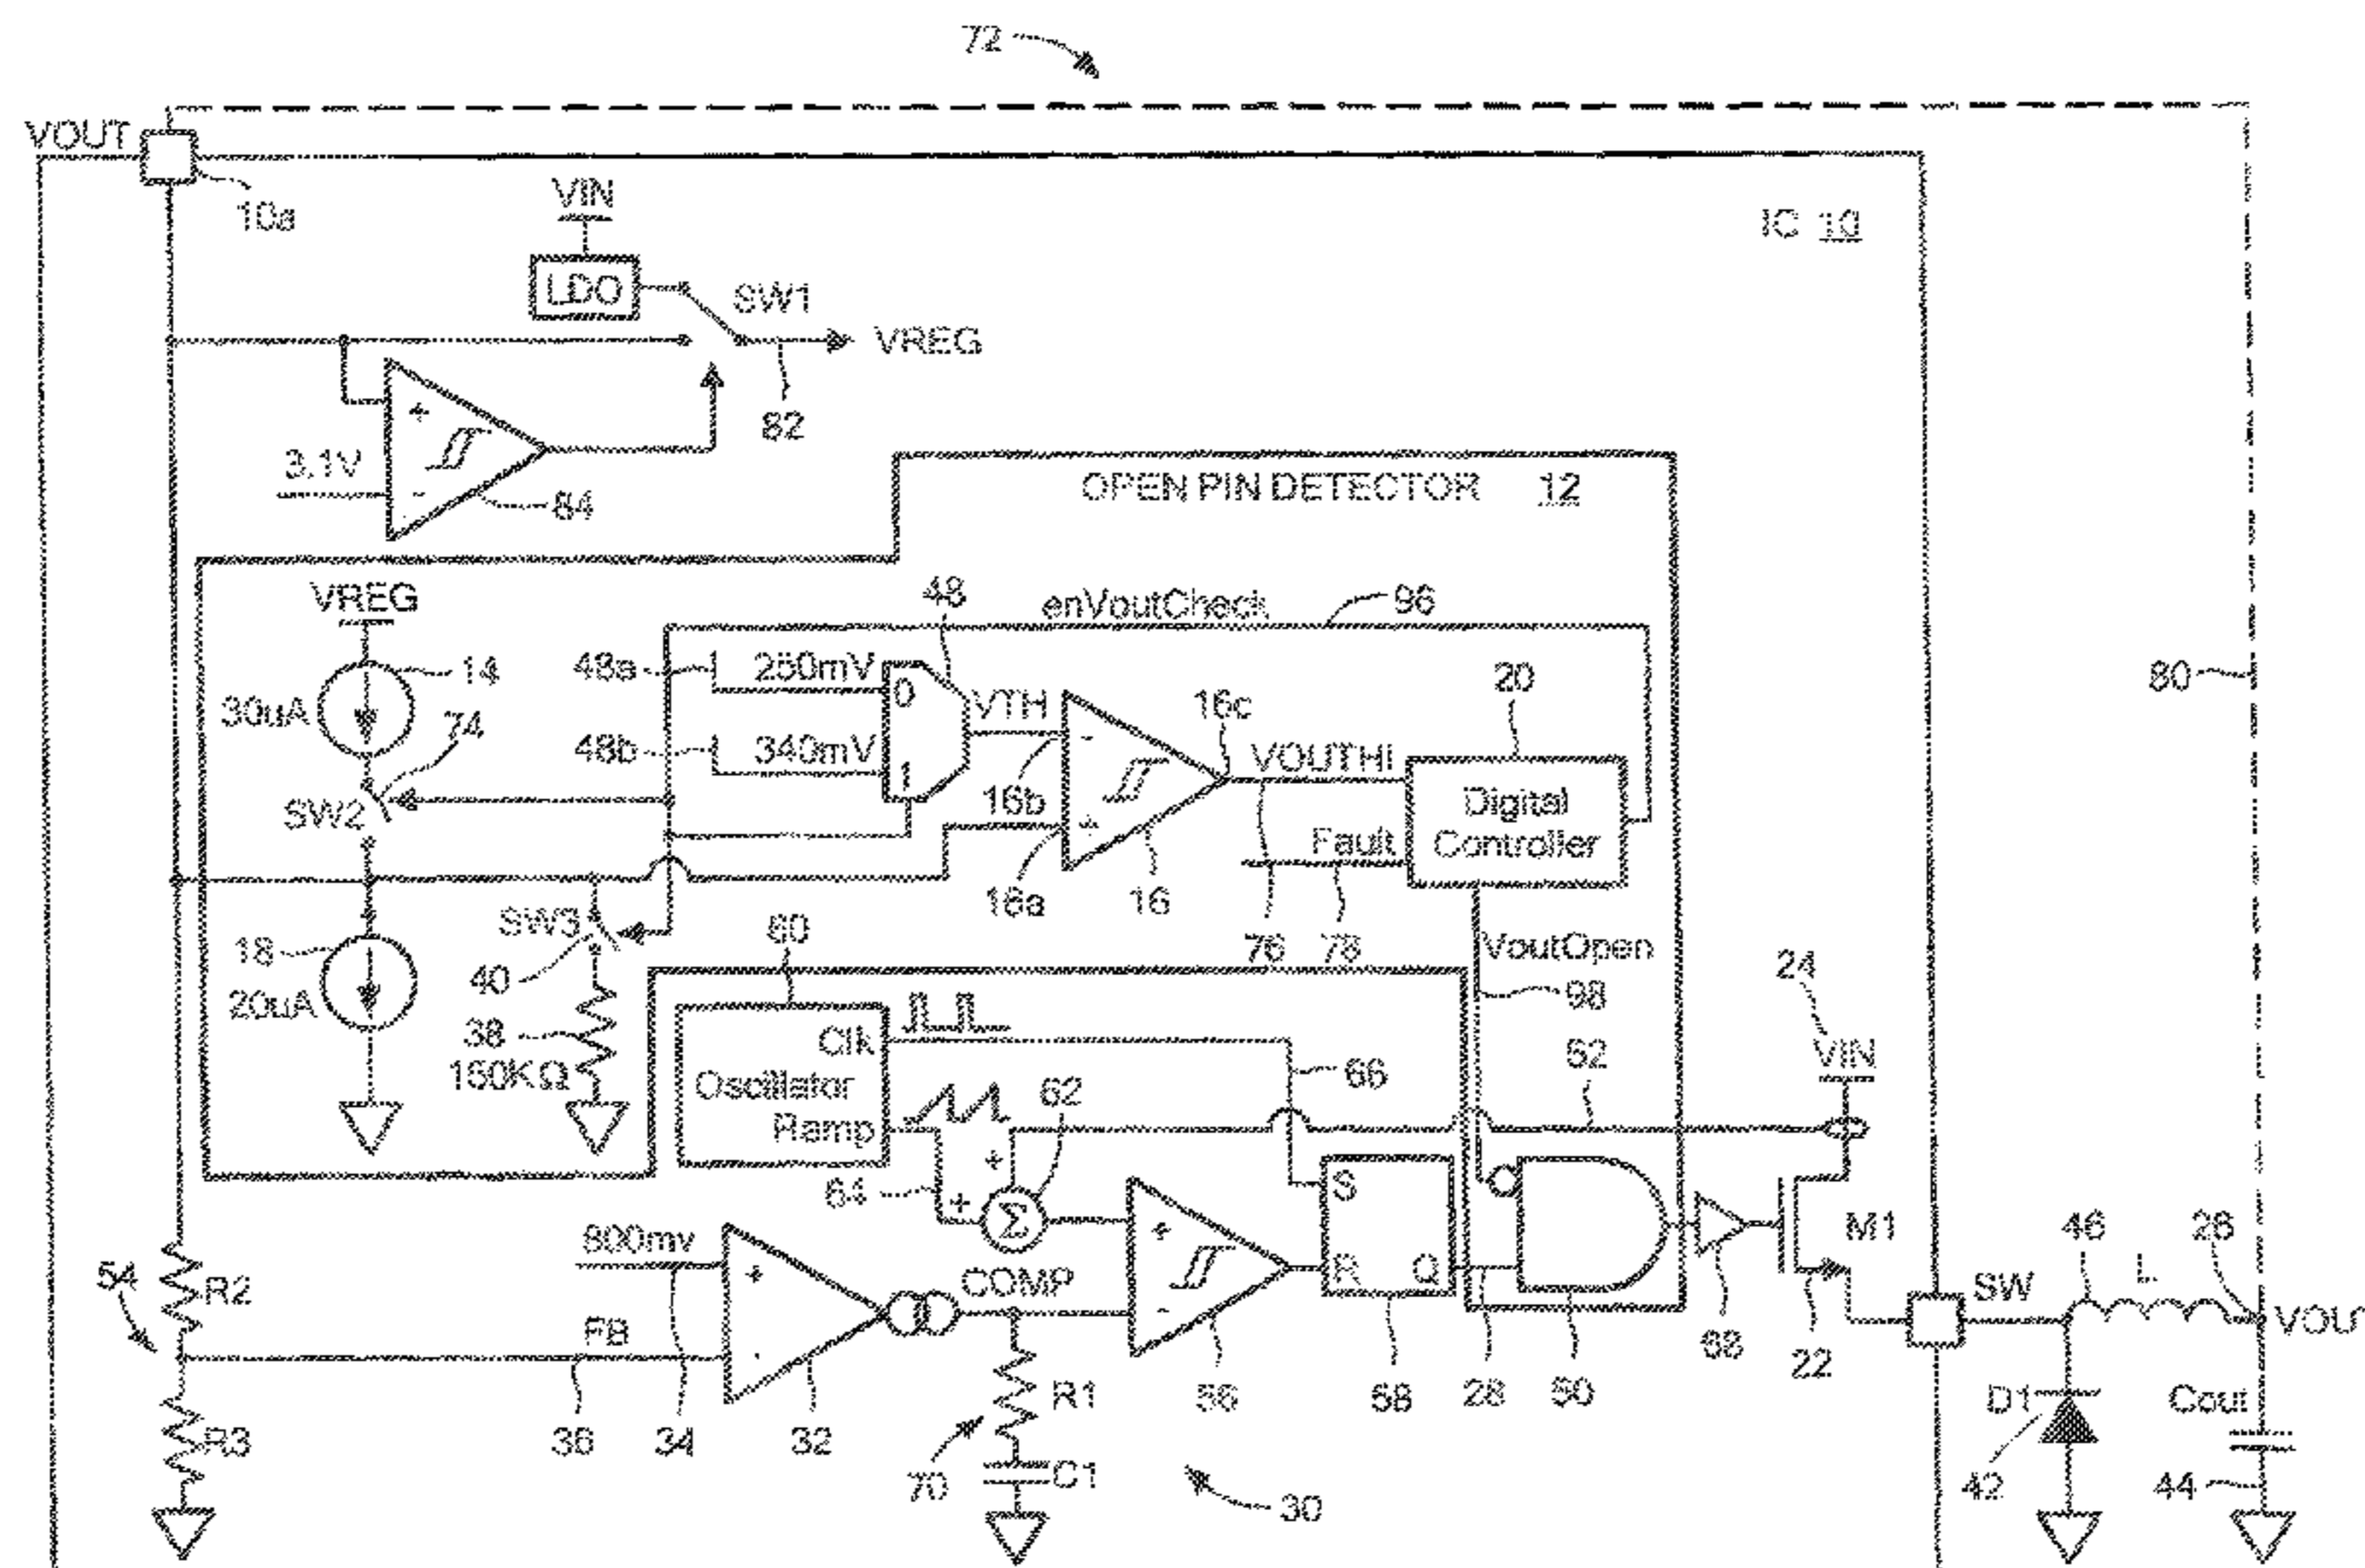 72
VOUT
10a
VIN
IC 10
LDO
SW1
VREG
82
3.1V
+
-
84
OPEN PIN DETECTOR 12
VREG
48
enVoutCheck
96
14
48a
250mV
0
20
80
30uA
74
VTH
16c
48b
340mV
1
-
VOUTHI
SW2
16b
Digital
Controller
+
Fault
16a
16
SW3
60
76
78
VoutOpen
18
40
24
20uA
98
38
Clk
52
VIN
150KΩ
Oscillator
66
62
Ramp
+
64
+
Σ
S
800mv
+
M1
46
L
26
54
R2
COMP
R
Q
SW
VOU
FB
-
68
22
36
34
32
R1
56
58
28
50
D1
Cout
R3
70
C1
30
42
44